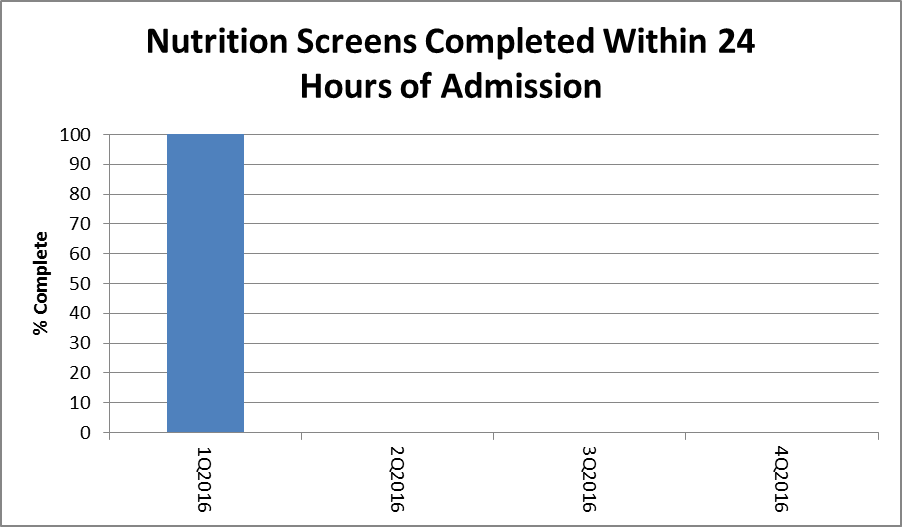 Nutrition Screens Completed Within 24
Hours of Admission
% Complete
100
90
80
70
60
50
40
30
20
10
0
1Q2016
2Q2016
3Q2016
4Q2016